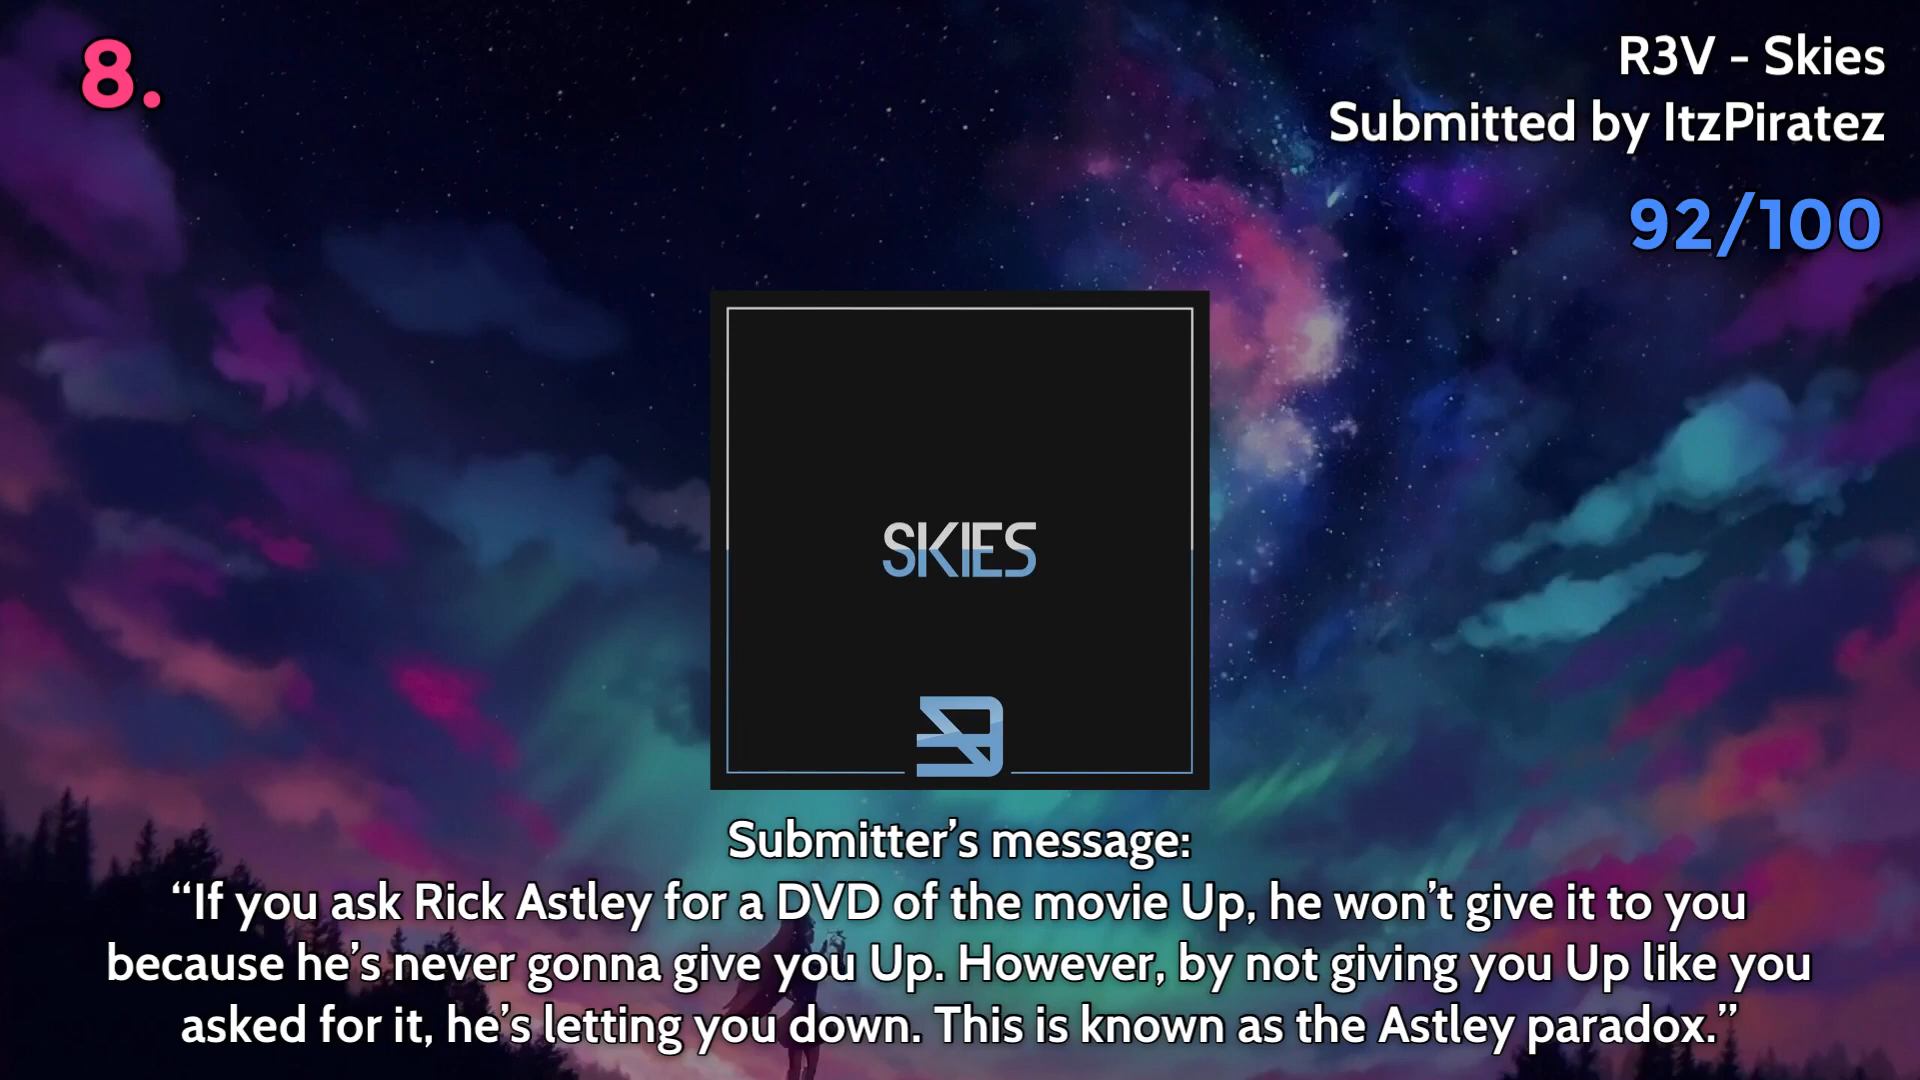 8.
R3V - Skies
Submitted by ItzPiratez
92/100
SKIES
Submitter’s message:
“If you ask Rick Astley for a DVD of the movie Up, he won’t give it to you
because he’s never gonna give you Up. However, by not giving you Up like you
asked for it, he’s letting you down. This is known as the Astley paradox.”